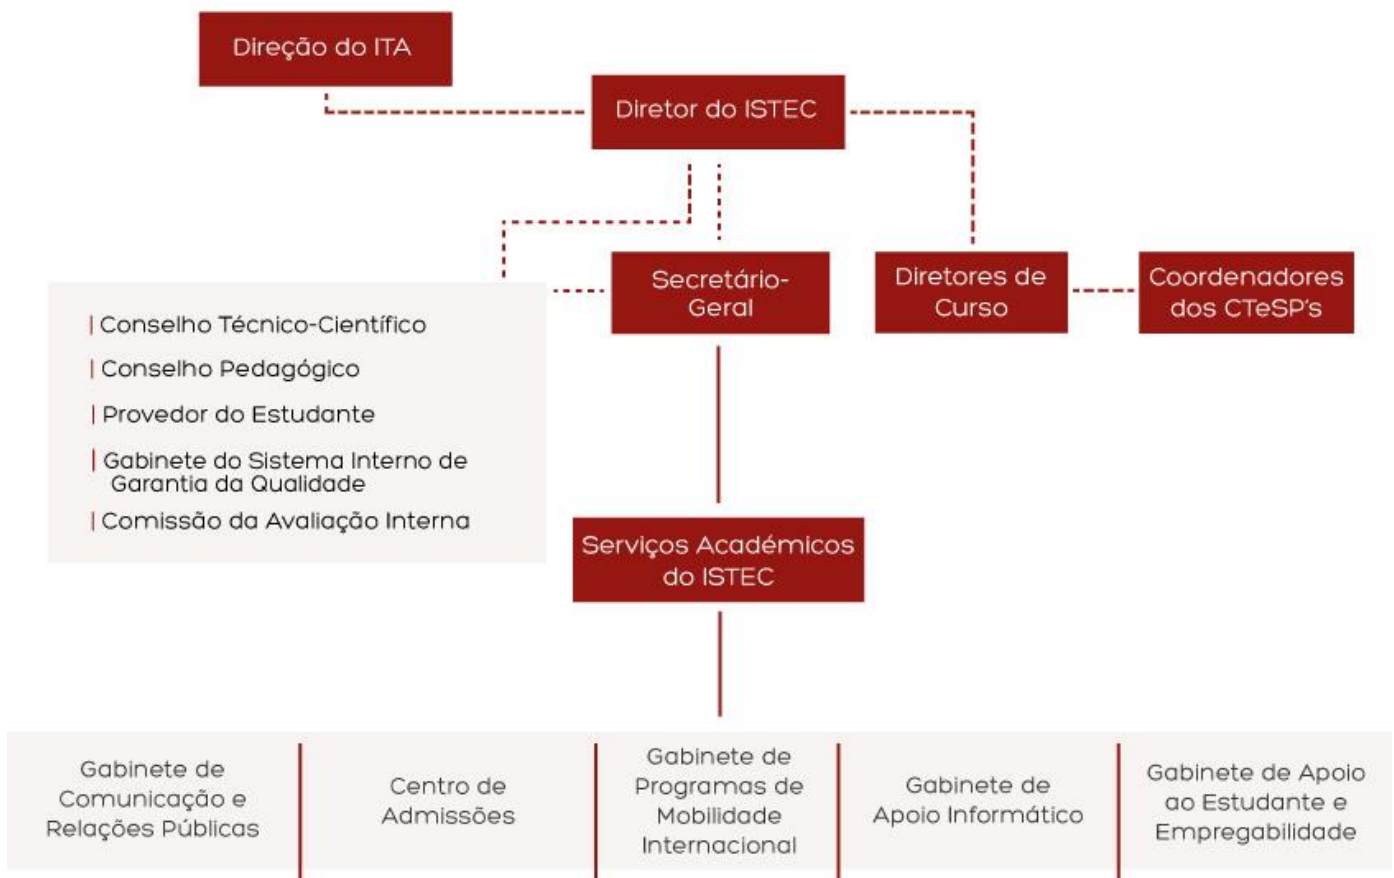 Direção do ITA
Diretor do ISTEC
Secretário-
Geral
Diretores de
Curso
Coordenadores
dos CTeSP's
| Conselho Técnico-Científico
| Conselho Pedagógico
| Provedor do Estudante
| Gabinete do Sistema Interno de
Garantia da Qualidade
| Comissão da Avaliação Interna
Serviços Académicos
do ISTEC
Gabinete de
Comunicação e
Relações Públicas
Centro de
Admissões
Gabinete de
Programas de
Mobilidade
Internacional
Gabinete de
Apoio Informático
Gabinete de Apoio
ao Estudante e
Empregabilidade